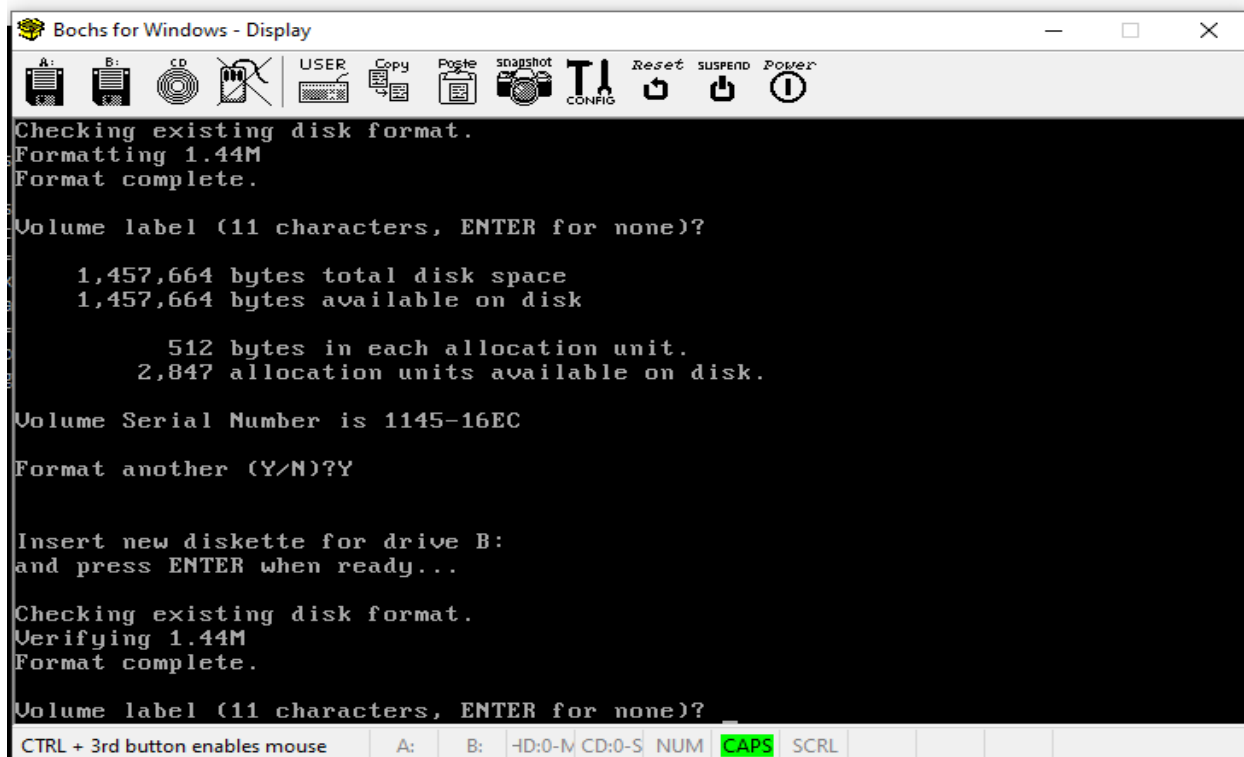 Bochs for Windows - Display
A: B: CD USER Copy Paste snapshot CONFIG Reset SUSPEND Power
Checking existing disk format.
Formatting 1.44M
Format complete.
Volume label (11 characters, ENTER for none)?
1,457,664 bytes total disk space
1,457,664 bytes available on disk
512 bytes in each allocation unit.
2,847 allocation units available on disk.
Volume Serial Number is 1145-16EC
Format another (Y/N)?Y
Insert new diskette for drive B:
and press ENTER when ready...
Checking existing disk format.
Verifying 1.44M
Format complete.
Volume label (11 characters, ENTER for none)? _
CTRL + 3rd button enables mouse A: B: HD:0-M CD:0-S NUM CAPS SCRL